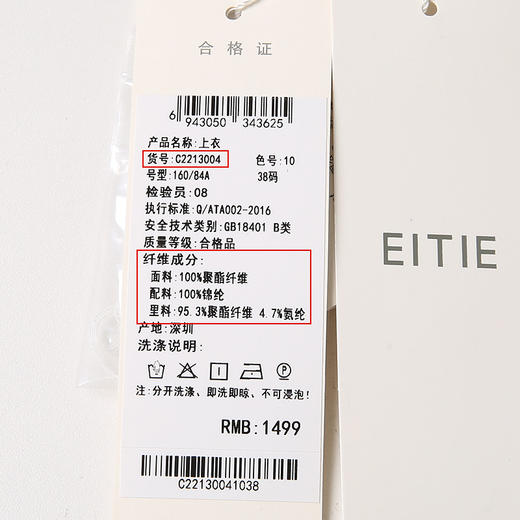 合格证
6 943050 343625
产品名称:上衣
货号:C2213004 色号:10
号型:160/84A 38码
检验员:08
执行标准:Q/ATA002-2016
安全技术类别:GB18401 B类
质量等级:合格品
纤维成分:
面料:100%聚酯纤维
配料:100%锦纶
里料:95.3%聚酯纤维 4.7%氨纶
产地:深圳
洗涤说明:
注:分开洗涤、即洗即晾、不可浸泡!
RMB:1499
C22130041038
EITIE